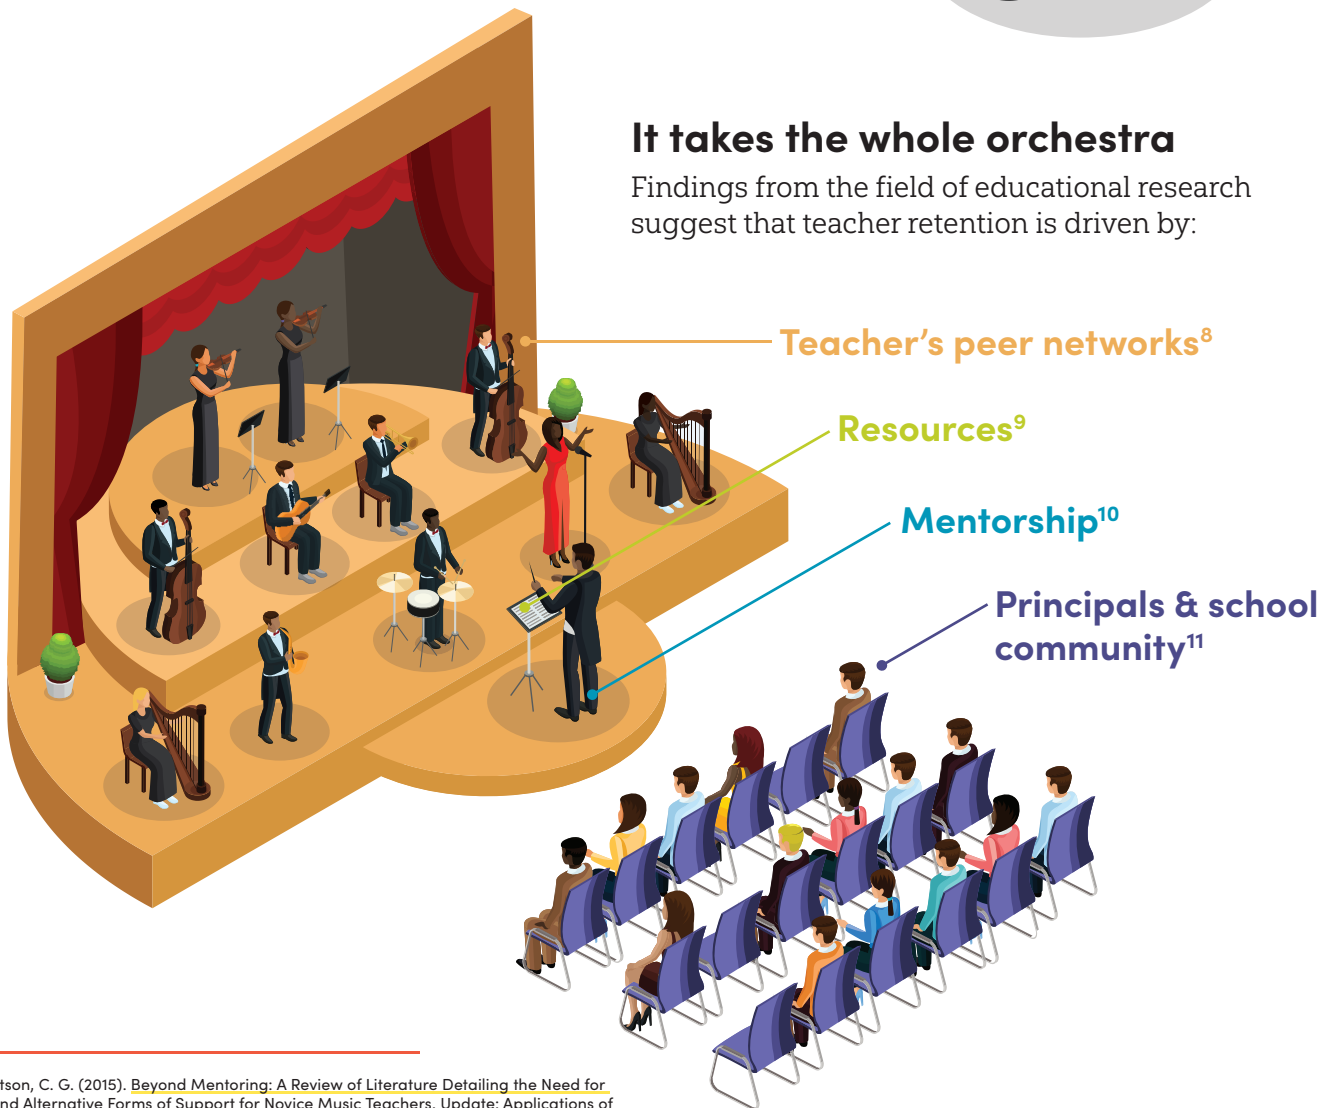 It takes the whole orchestra
Findings from the field of educational research
suggest that teacher retention is driven by:
Teacher’s peer networks⁸
Resources⁹
Mentorship¹⁰
Principals & school
community¹¹
tson, C. G. (2015). Beyond Mentoring: A Review of Literature Detailing the Need for
nd Alternative Forms of Support for Novice Music Teachers. Update: Applications of